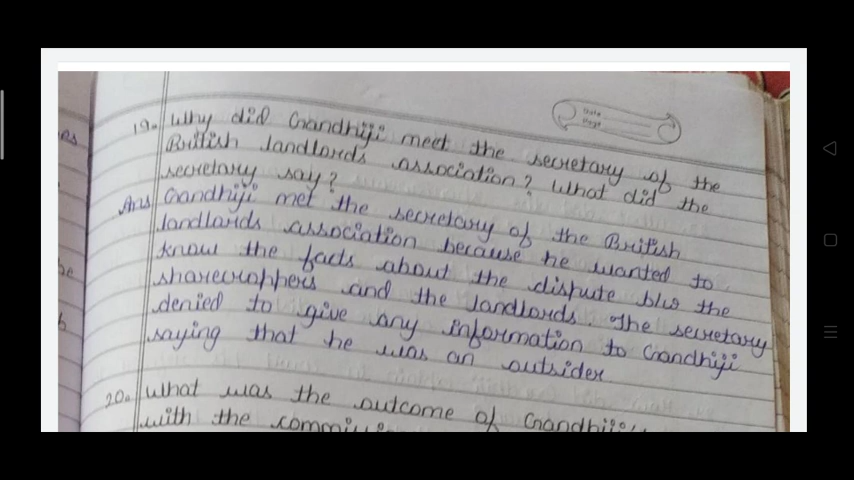 Date
Page
19. Why did Gandhiji meet the secretary of the
British landlords association? What did the
secretary say?
Ans Gandhiji met the secretary of the British
landlords association because he wanted to
know the facts about the dispute b/w the
sharecroppers and the landlords. The secretary
denied to give any information to Gandhiji
saying that he was an outsider
20. What was the outcome of Gandhiji's
with the